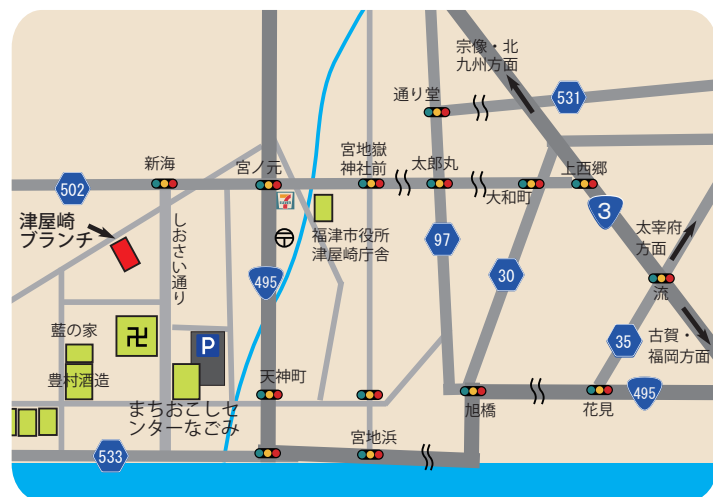 宗像・北
九州方面
531
通り堂
新海
宮ノ元
宮地嶽
神社前
太郎丸
大和町
上西郷
502
7
3
津屋崎
ブランチ
しおさい通り
福津市役所
津屋崎庁舎
97
太宰府
方面
495
30
流
藍の家
卍
P
35
古賀・
福岡方面
豊村酒造
天神町
まちおこしセ
ンターなごみ
旭橋
花見
495
宮地浜
533